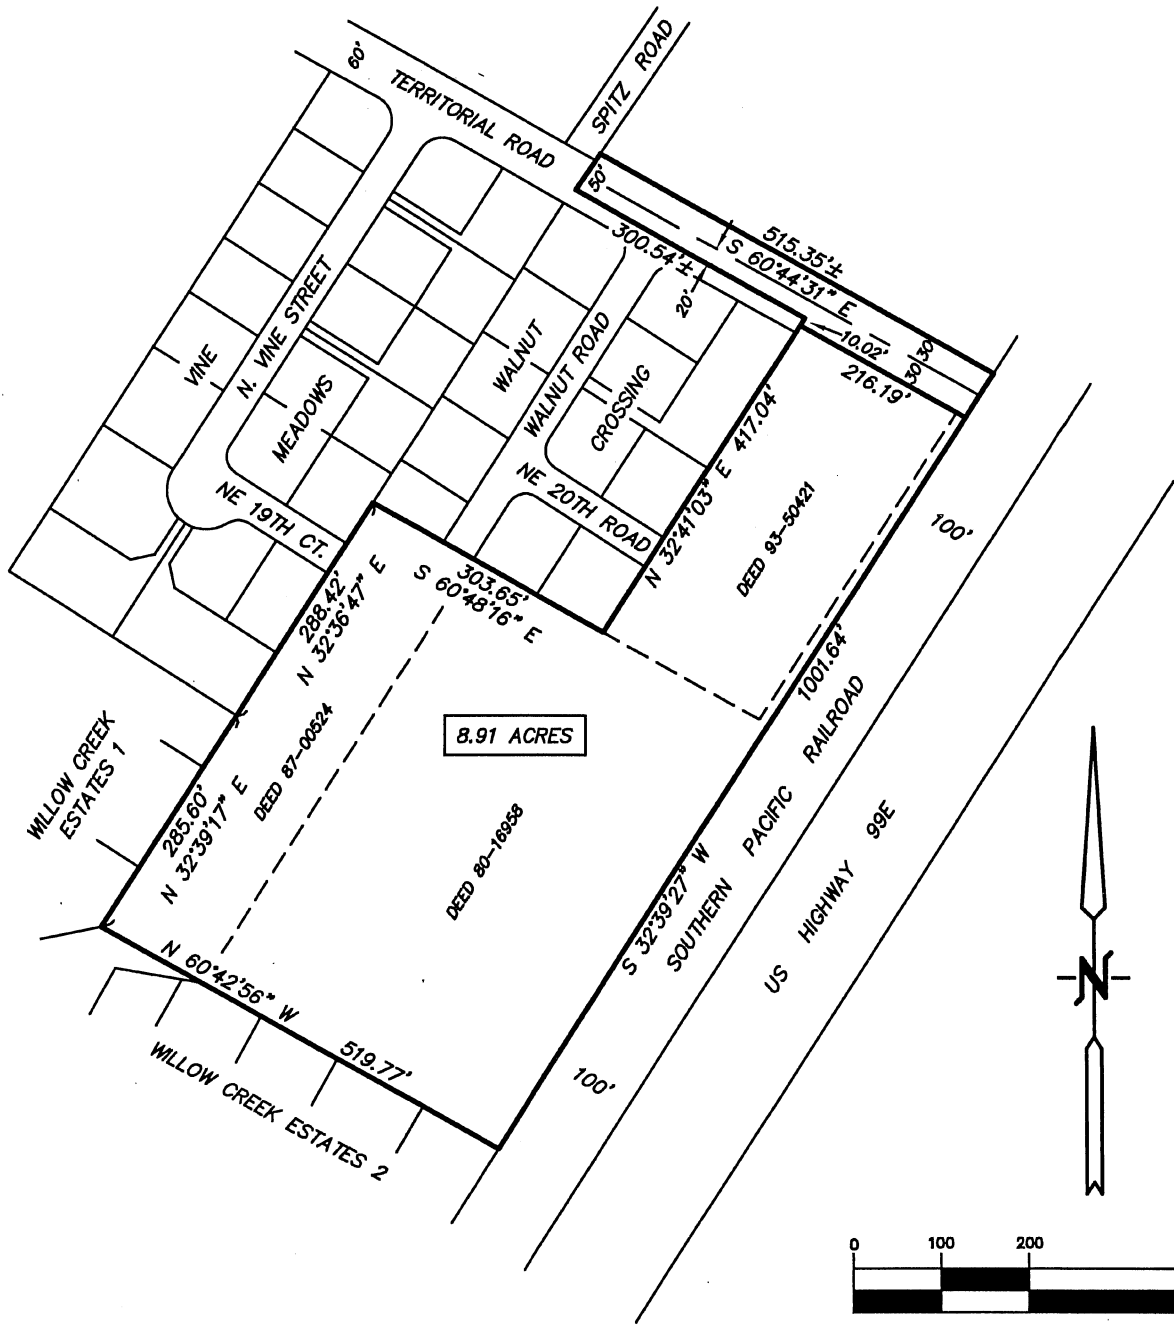 60'
TERRITORIAL ROAD
SPITZ ROAD
50'
515.35'±
S 60°44'31" E
300.54'±
20'
10.02'
30
30
216.19'
N. VINE STREET
VINE
MEADOWS
WALNUT
WALNUT ROAD
CROSSING
NE 19TH CT.
NE 20TH ROAD
N 32°41'03" E 417.04'
DEED 93-50421
100'
303.65'
S 60°48'16" E
288.42'
N 32°36'47" E
1001.64'
8.91 ACRES
DEED 87-00524
WILLOW CREEK
ESTATES 1
285.60'
N 32°39'17" E
DEED 80-16958
S 32°39'27" W
SOUTHERN PACIFIC RAILROAD
US HIGHWAY 99E
N 60°42'56" W
519.77'
WILLOW CREEK ESTATES 2
100'
N
0 100 200